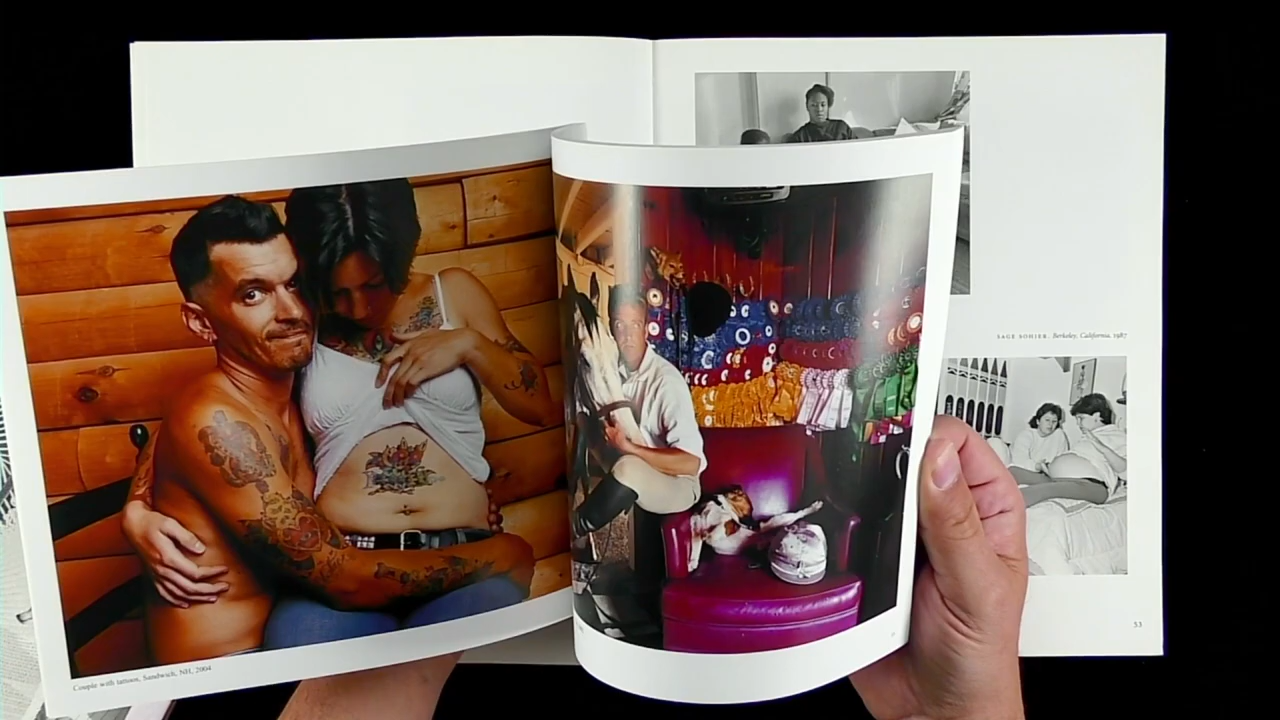 SAGE SOHIER. Berkeley, California, 1987
Couple with tattoos, Sandwich, NH, 2004
53